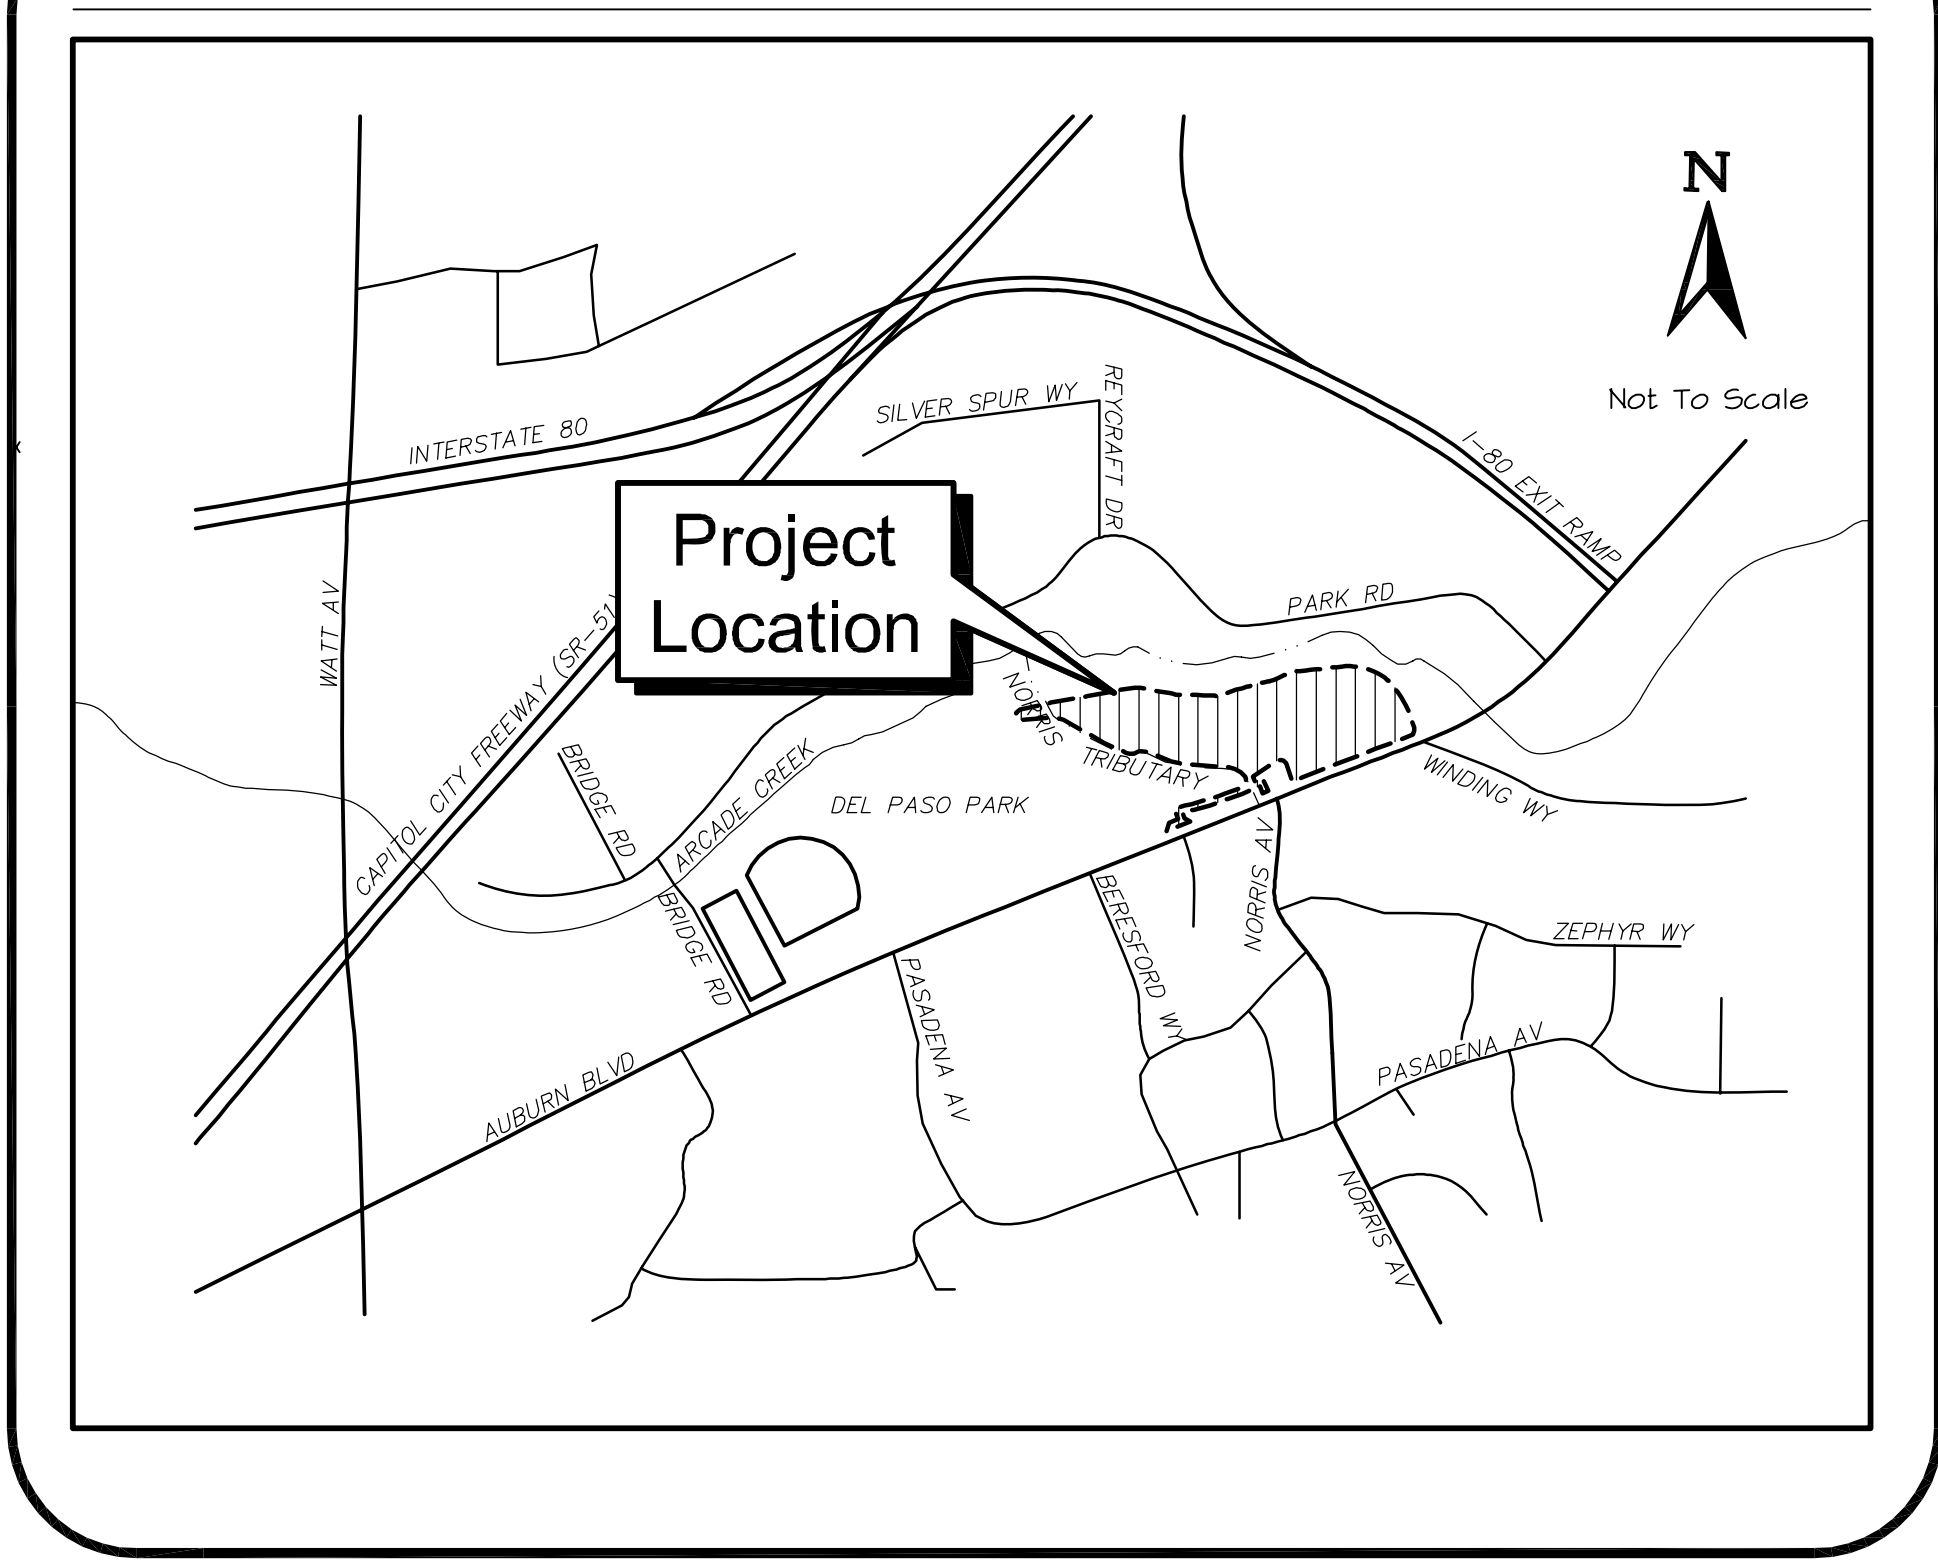 N
Not To Scale
INTERSTATE 80
SILVER SPUR WY
REYCRAFT DR
I-80 EXIT RAMP
Project
Location
WATT AV
CAPITOL CITY FREEWAY (SR-51)
PARK RD
NORRIS
TRIBUTARY
WINDING WY
BRIDGE RD
ARCADE CREEK
DEL PASO PARK
BRIDGE RD
NORRIS AV
BERESFORD WY
ZEPHYR WY
PASADENA AV
PASADENA AV
AUBURN BLVD
NORRIS AV